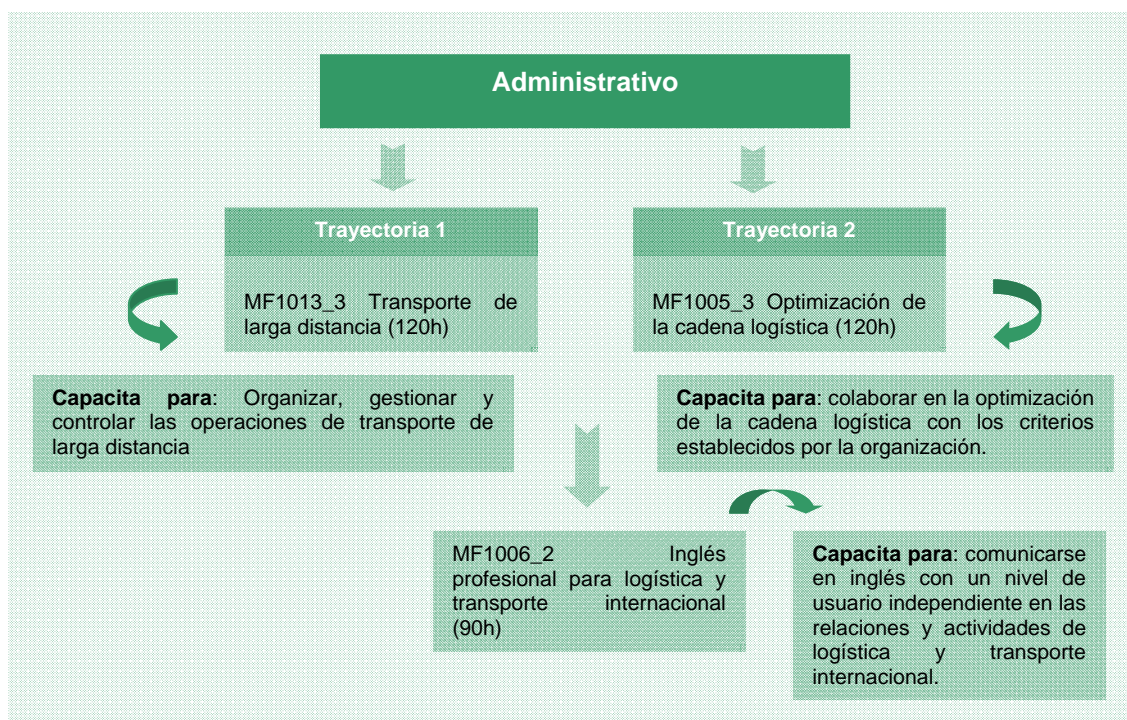 Administrativo
Trayectoria 1
MF1013_3 Transporte de
larga distancia (120h)
Trayectoria 2
MF1005_3 Optimización de
la cadena logística (120h)
Capacita para: Organizar, gestionar y
controlar las operaciones de transporte de
larga distancia
Capacita para: colaborar en la optimización
de la cadena logística con los criterios
establecidos por la organización.
MF1006_2 Inglés
profesional para logística y
transporte internacional
(90h)
Capacita para: comunicarse
en inglés con un nivel de
usuario independiente en las
relaciones y actividades de
logística y transporte
internacional.